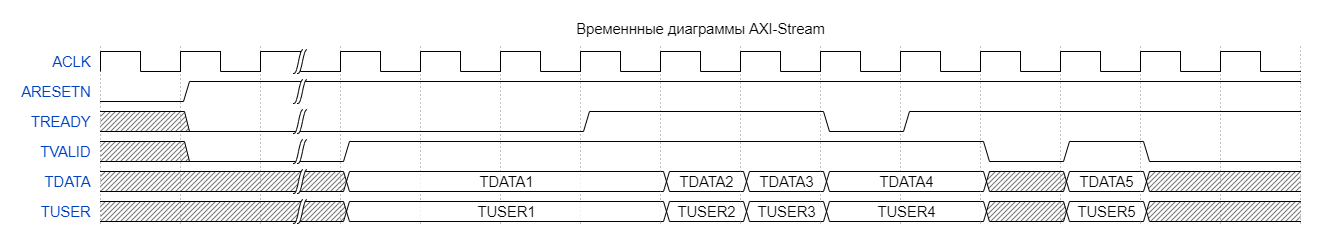 Временнные диаграммы AXI-Stream
ACLK
ARESETN
TREADY
TVALID
TDATA TDATA1 TDATA2 TDATA3 TDATA4 TDATA5
TUSER TUSER1 TUSER2 TUSER3 TUSER4 TUSER5